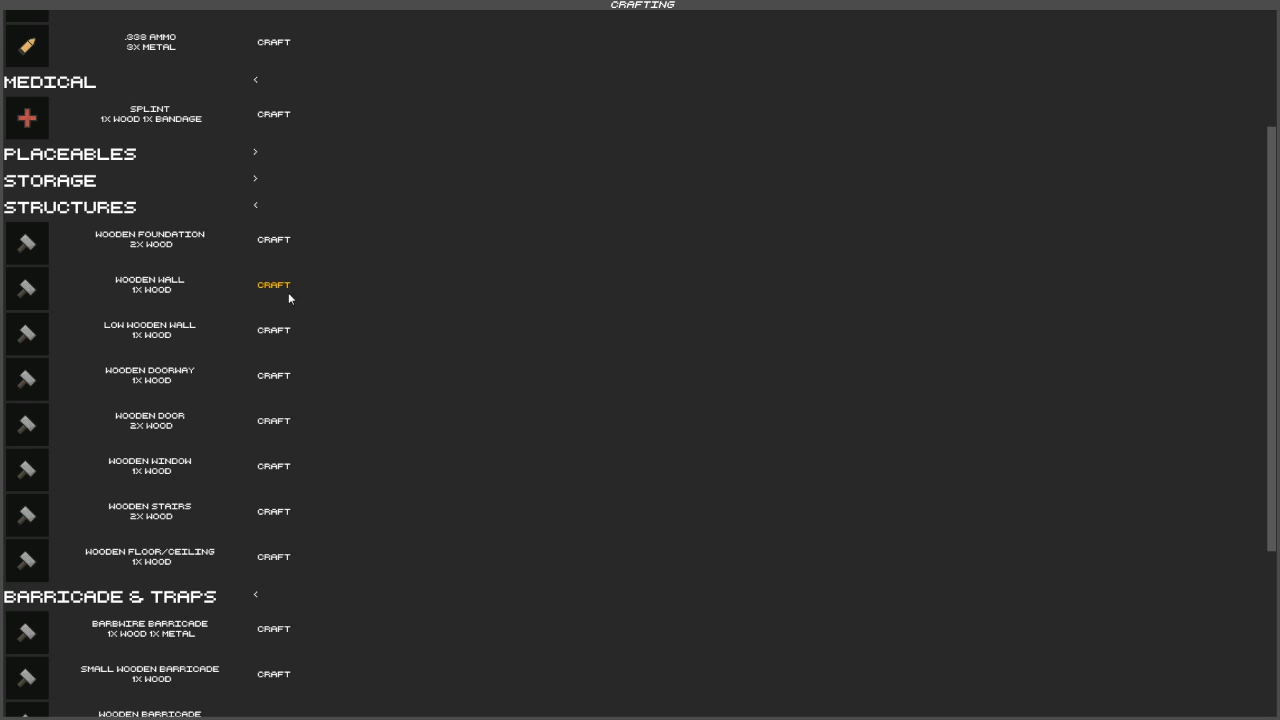 CRAFTING
.338 AMMO
3X METAL
CRAFT
MEDICAL <
SPLINT
1X WOOD 1X BANDAGE
CRAFT
PLACEABLES >
STORAGE >
STRUCTURES <
WOODEN FOUNDATION
2X WOOD
CRAFT
WOODEN WALL
1X WOOD
CRAFT
LOW WOODEN WALL
1X WOOD
CRAFT
WOODEN DOORWAY
1X WOOD
CRAFT
WOODEN DOOR
2X WOOD
CRAFT
WOODEN WINDOW
1X WOOD
CRAFT
WOODEN STAIRS
2X WOOD
CRAFT
WOODEN FLOOR/CEILING
1X WOOD
CRAFT
BARRICADE & TRAPS <
BARBWIRE BARRICADE
1X WOOD 1X METAL
CRAFT
SMALL WOODEN BARRICADE
1X WOOD
CRAFT
WOODEN BARRICADE